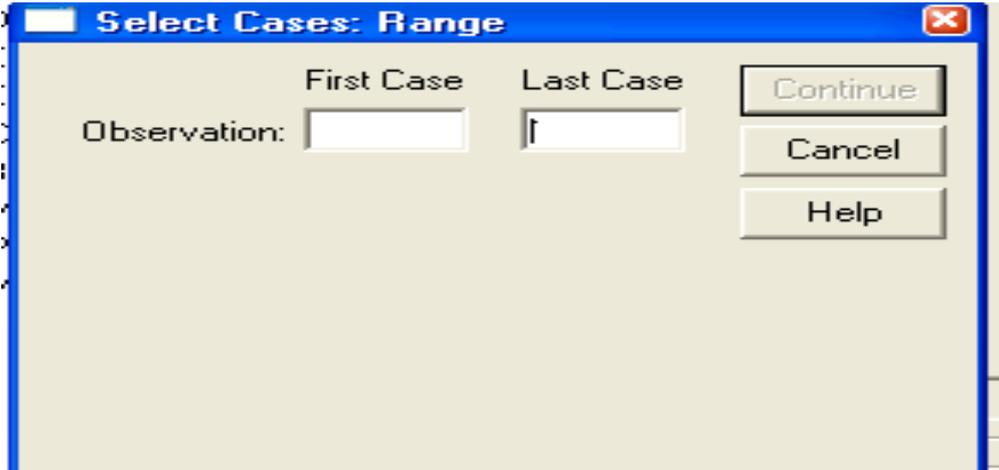 Select Cases: Range
First Case Last Case
Observation:
Continue
Cancel
Help